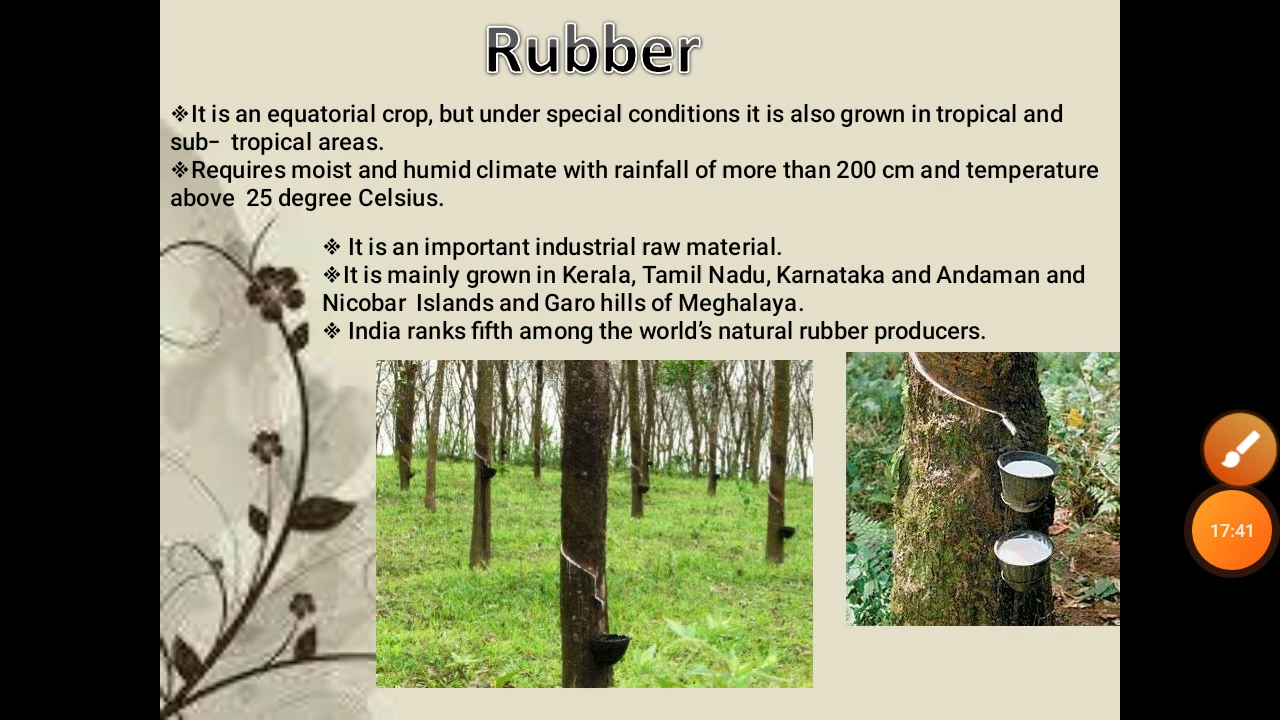 Rubber
❖It is an equatorial crop, but under special conditions it is also grown in tropical and
sub- tropical areas.
❖Requires moist and humid climate with rainfall of more than 200 cm and temperature
above 25 degree Celsius.
❖ It is an important industrial raw material.
❖It is mainly grown in Kerala, Tamil Nadu, Karnataka and Andaman and
Nicobar Islands and Garo hills of Meghalaya.
❖ India ranks fifth among the world’s natural rubber producers.
17:41